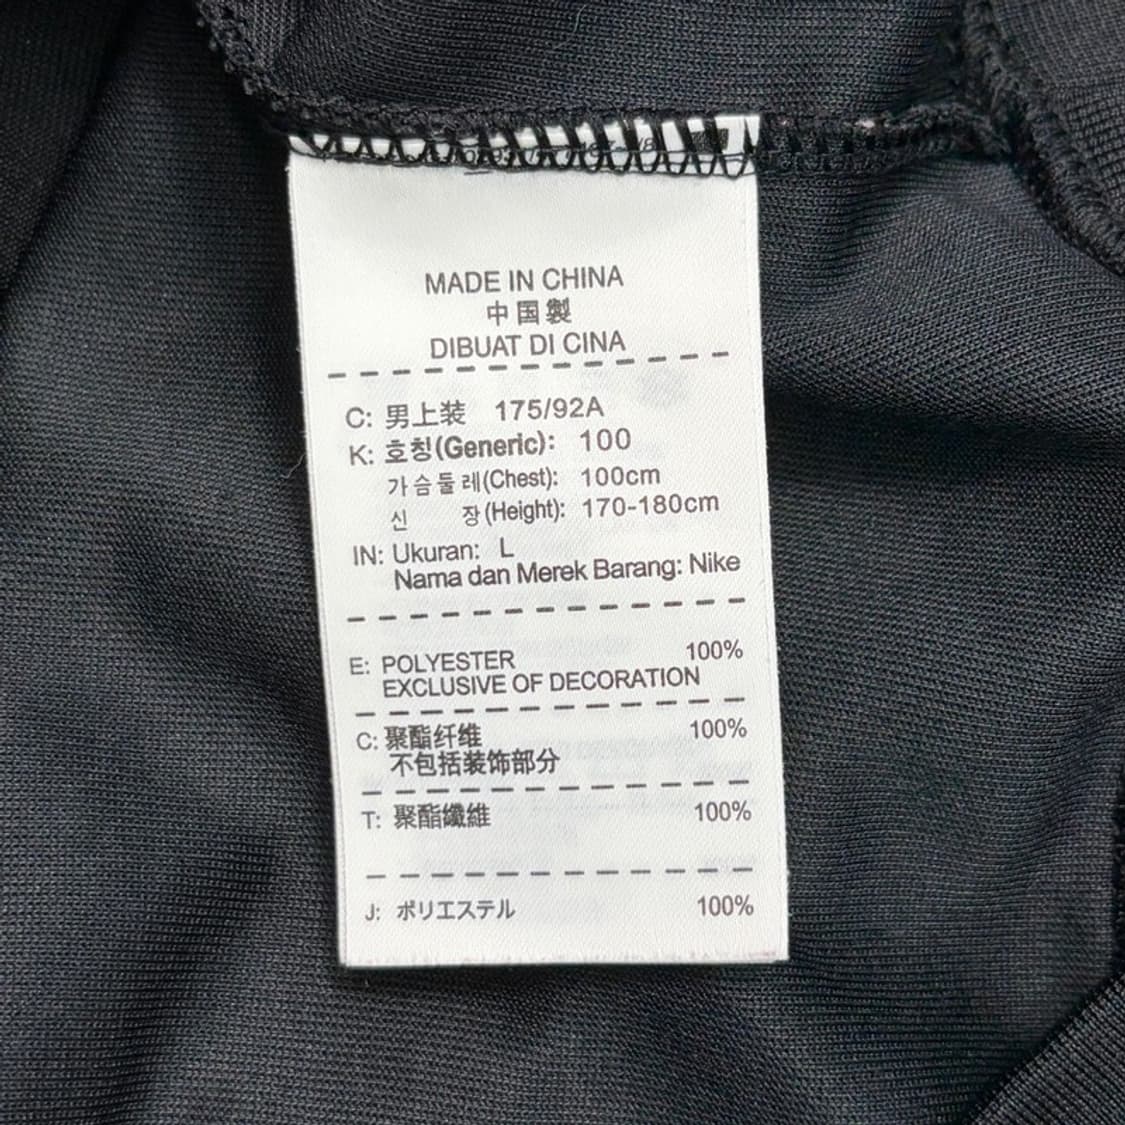 MADE IN CHINA
中国製
DIBUAT DI CINA
C: 男上装 175/92A
K: 호칭(Generic): 100
가슴둘레(Chest): 100cm
신 장(Height): 170-180cm
IN: Ukuran: L
Nama dan Merek Barang: Nike
E: POLYESTER 100%
EXCLUSIVE OF DECORATION
C: 聚酯纤维 100%
不包括装饰部分
T: 聚酯纖維 100%
J: ポリエステル 100%